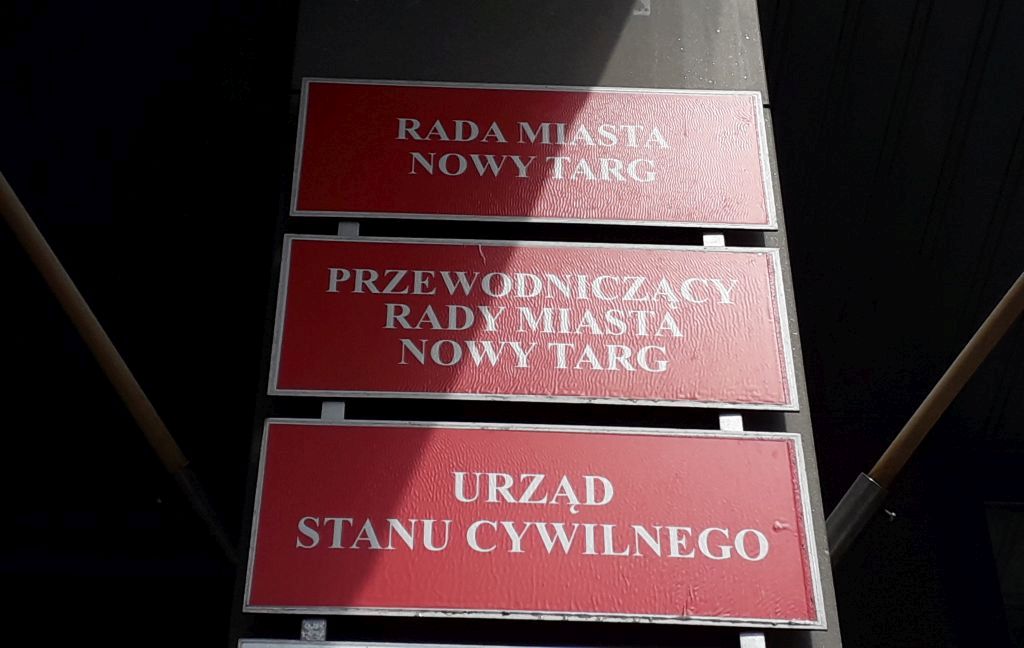 RADA MIASTA
NOWY TARG
PRZEWODNICZĄCY
RADY MIASTA
NOWY TARG
URZĄD
STANU CYWILNEGO